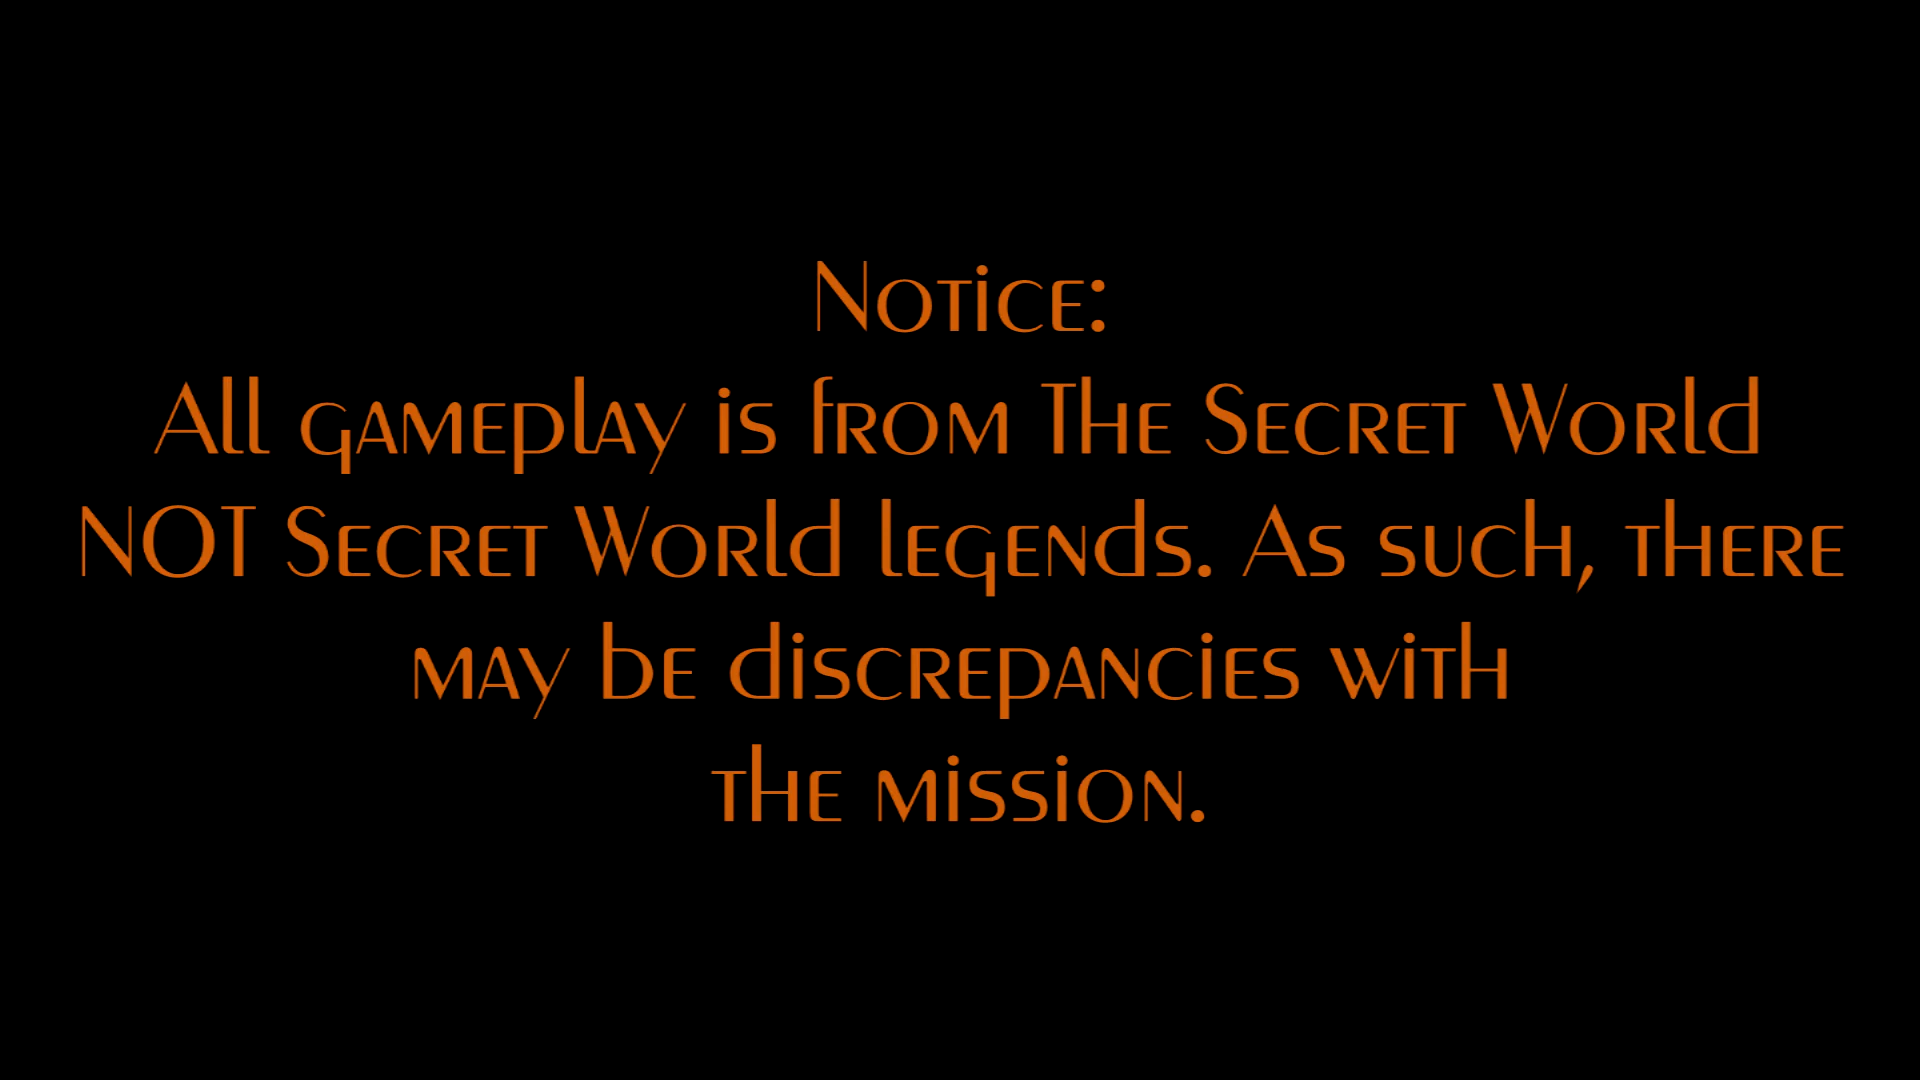 Notice:
All gameplay is from The Secret World
NOT Secret World legends. As such, there
may be discrepancies with
the mission.